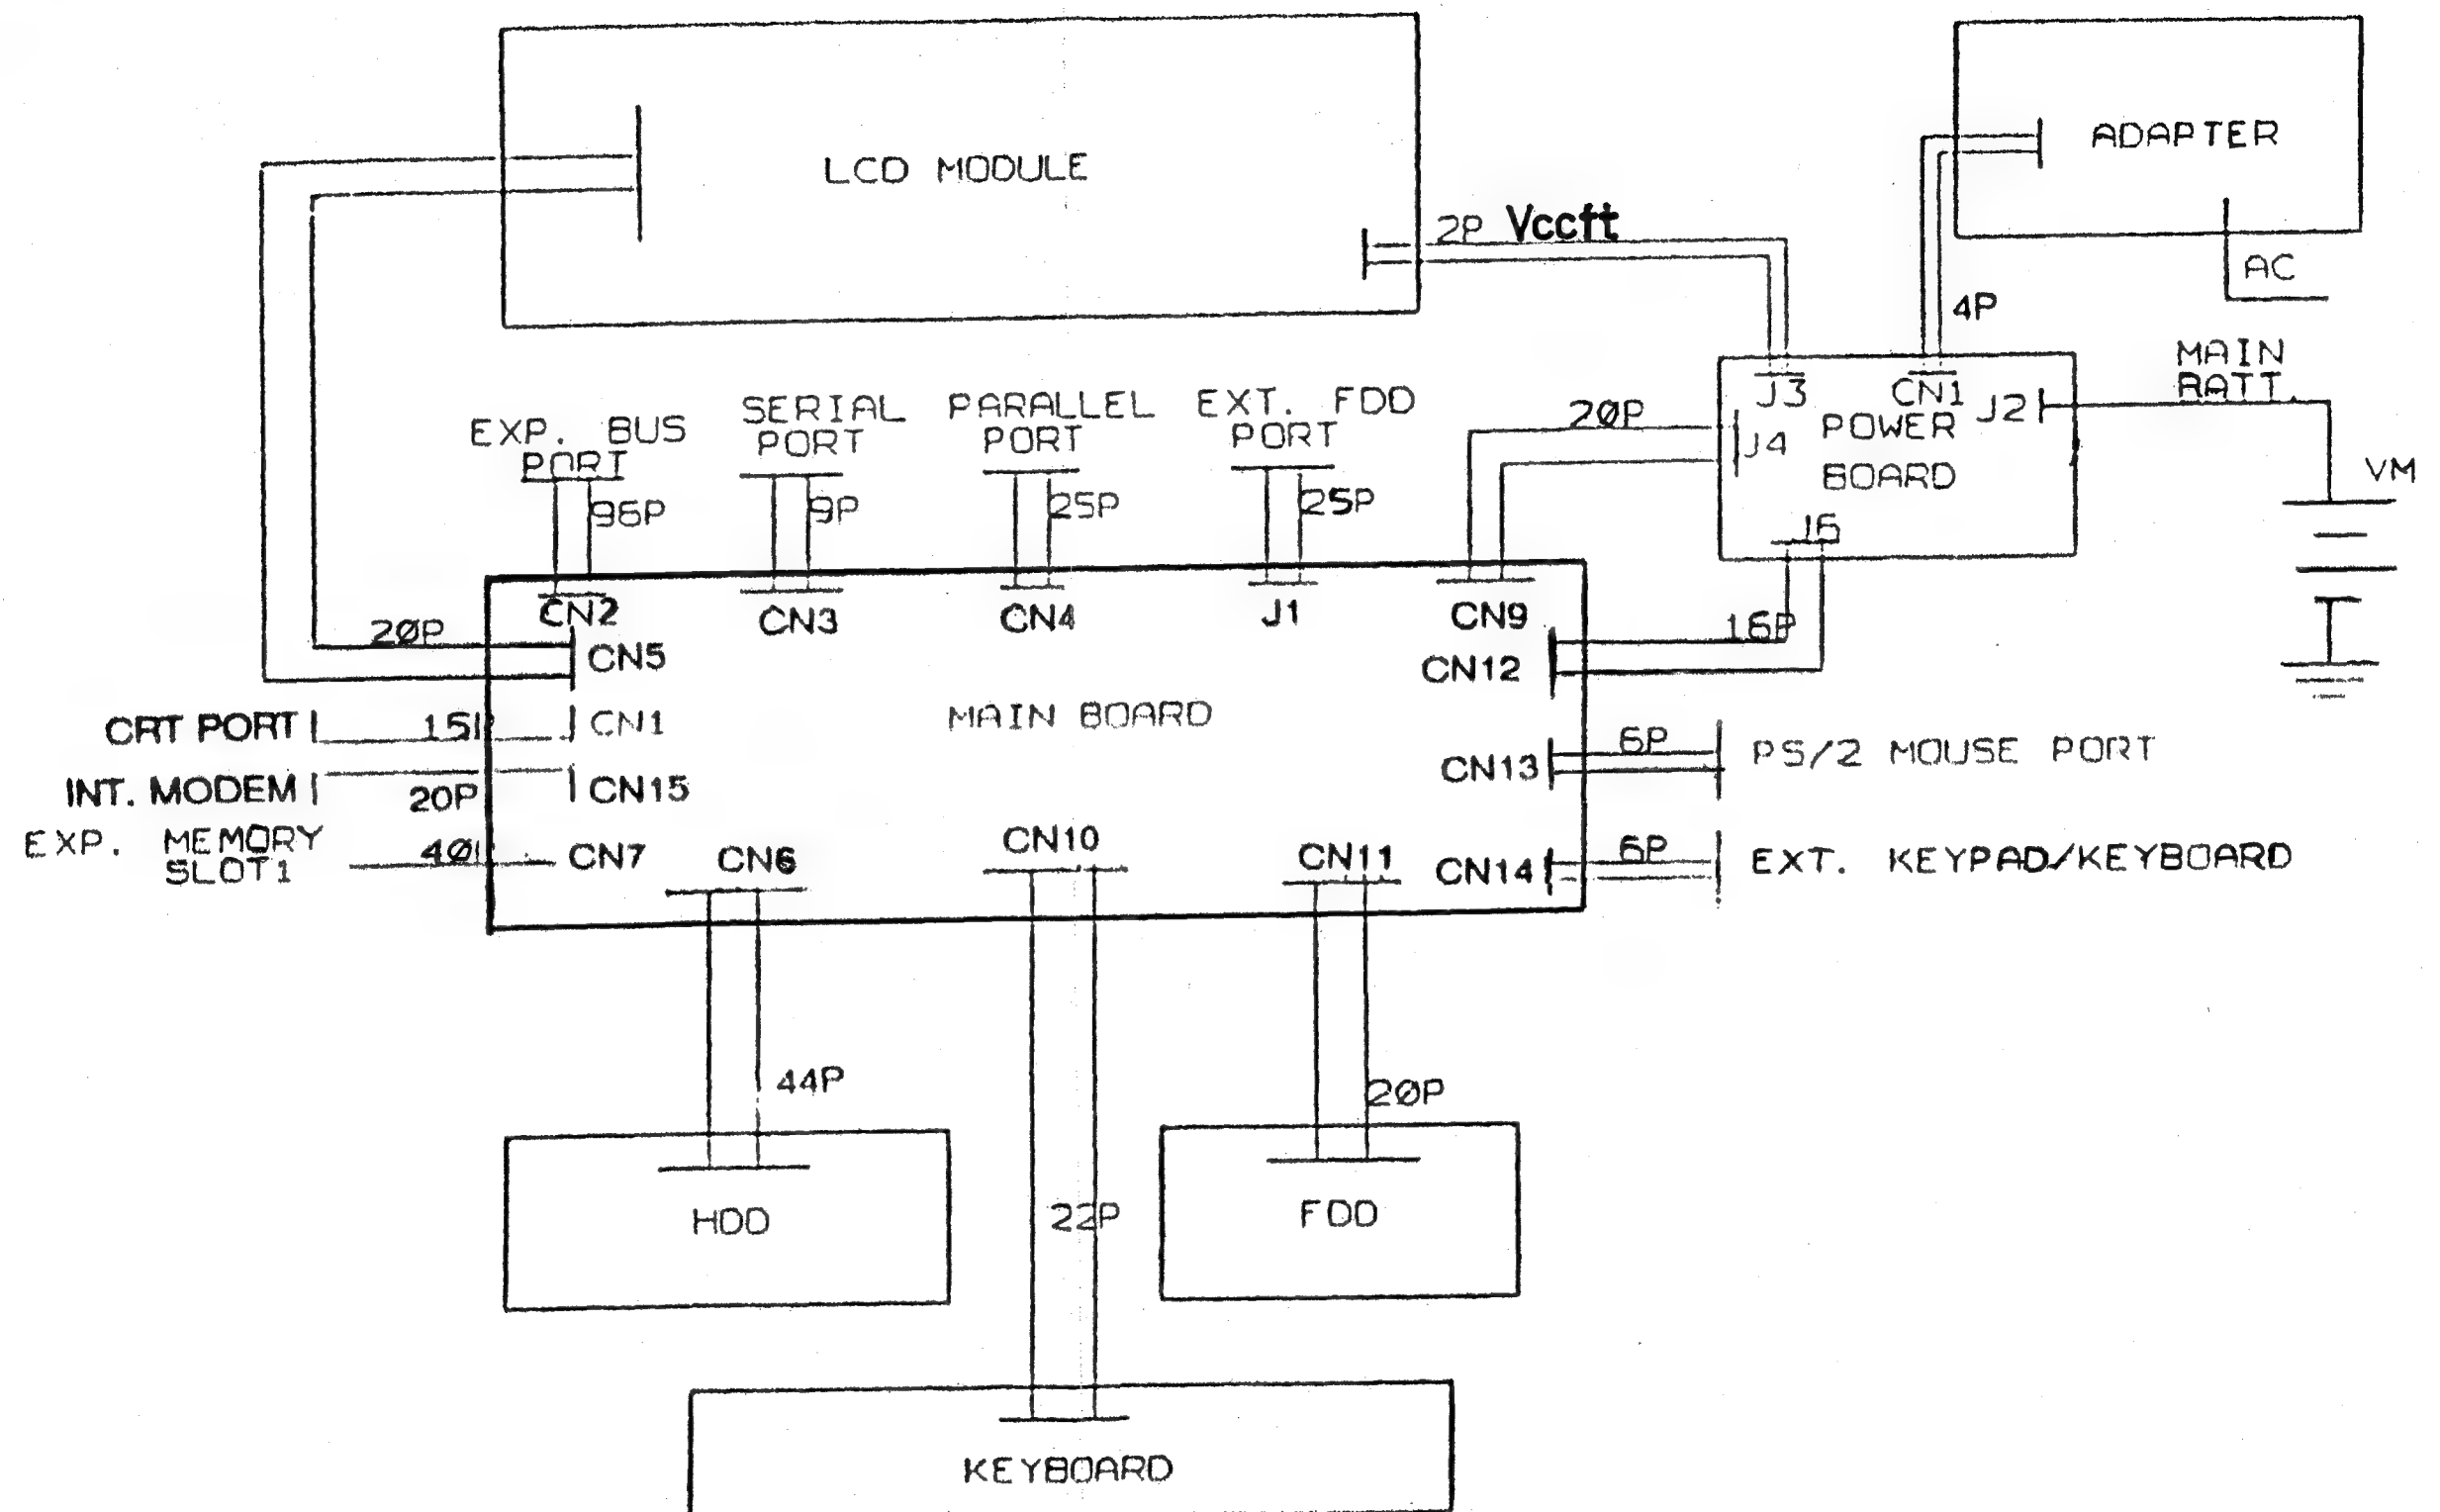 LCD MODULE
ADAPTER
2P Vccft
AC
4P
MAIN
BATT.
J3
CN1
J2
J4
POWER
BOARD
J6
VM
20P
16P
EXP. BUS
PORT
SERIAL
PORT
PARALLEL
PORT
EXT. FDD
PORT
96P
9P
25P
25P
CN2
CN3
CN4
J1
CN9
20P
CN5
CN12
CRT PORT
15P
CN1
MAIN BOARD
INT. MODEM
20P
CN15
CN13
6P
PS/2 MOUSE PORT
EXP. MEMORY
SLOT1
40
CN7
CN6
CN10
CN11
CN14
6P
EXT. KEYPAD/KEYBOARD
44P
20P
22P
HDD
FDD
KEYBOARD